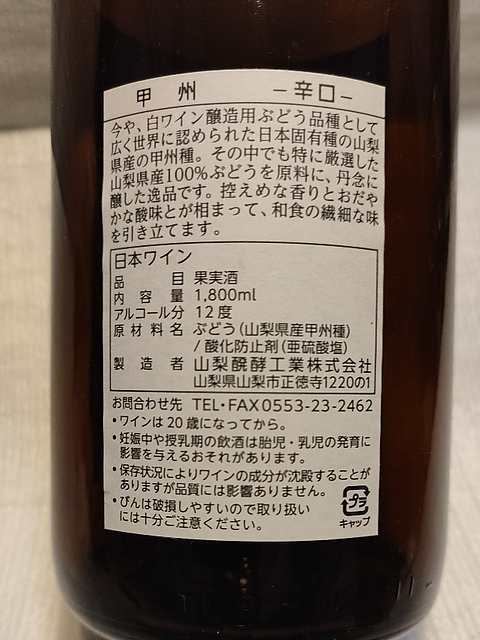 甲州 ー辛口ー
今や、白ワイン醸造用ぶどう品種として
広く世界に認められた日本固有種の山梨
県産の甲州種。その中でも特に厳選した
山梨県産100%ぶどうを原料に、丹念に
醸した逸品です。控えめな香りとおだや
かな酸味とが相まって、和食の繊細な味
を引き立てます。
日本ワイン
品目 果実酒
内容量 1,800ml
アルコール分 12度
原材料名 ぶどう(山梨県産甲州種)
/酸化防止剤(亜硫酸塩)
製造者 山梨醗酵工業株式会社
山梨県山梨市正徳寺1220の1
お問合わせ先 TEL・FAX0553-23-2462
・ワインは20歳になってから。
・妊娠中や授乳期の飲酒は胎児・乳児の発育に
影響を与えるおそれがあります。
・保存状況によりワインの成分が沈殿することが
ありますが品質には影響ありません。
・びんは破損しやすいので取り扱い
には十分ご注意ください。
プラ
キャップ